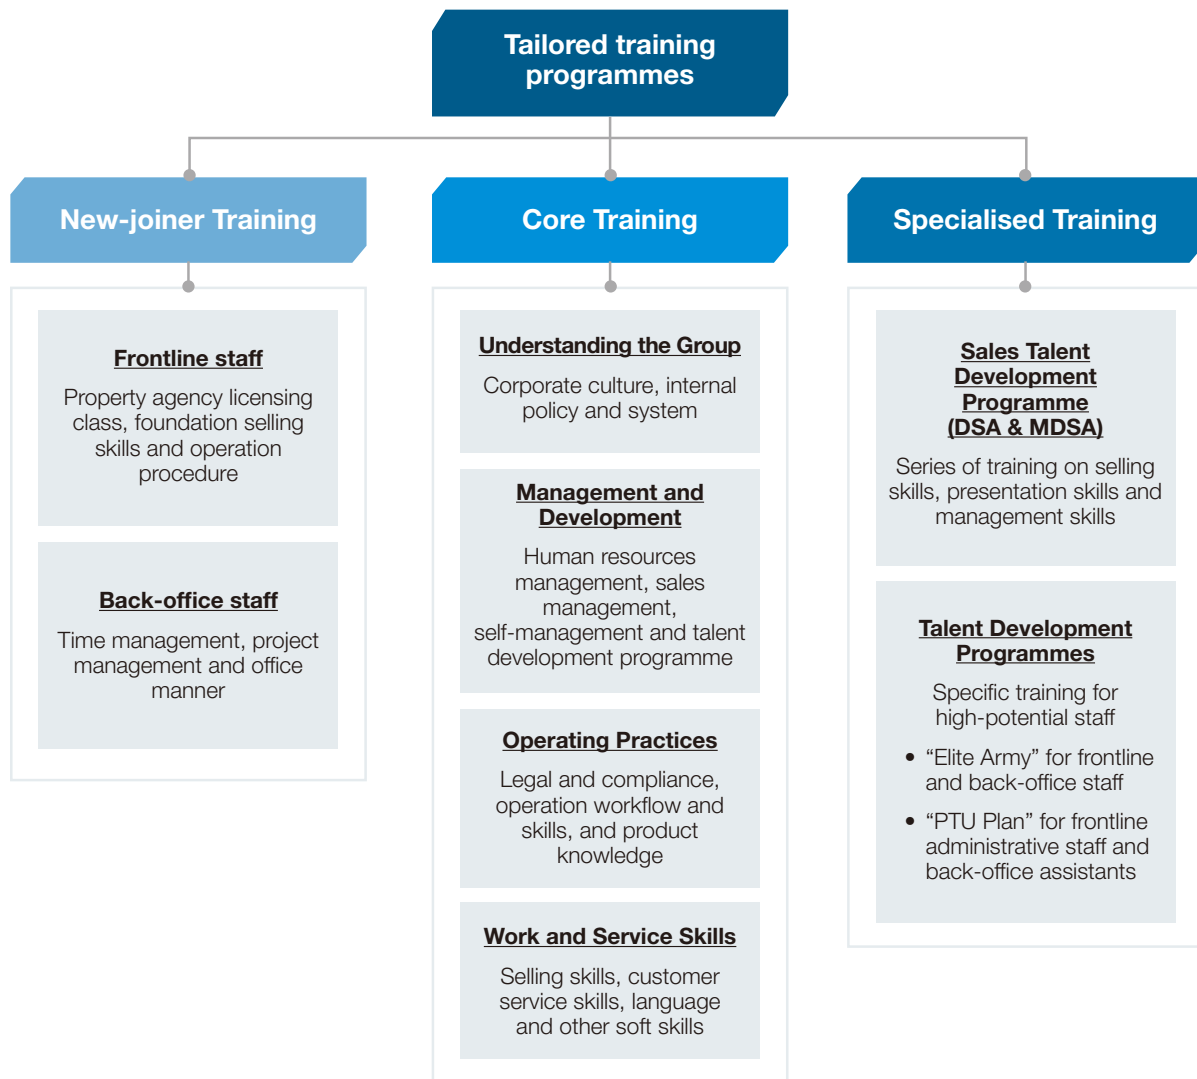 Tailored training
programmes
New-joiner Training
Frontline staff
Property agency licensing
class, foundation selling
skills and operation
procedure
Back-office staff
Time management, project
management and office
manner
Core Training
Understanding the Group
Corporate culture, internal
policy and system
Management and
Development
Human resources
management, sales
management,
self-management and talent
development programme
Operating Practices
Legal and compliance,
operation workflow and
skills, and product
knowledge
Work and Service Skills
Selling skills, customer
service skills, language
and other soft skills
Specialised Training
Sales Talent
Development
Programme
(DSA & MDSA)
Series of training on selling
skills, presentation skills and
management skills
Talent Development
Programmes
Specific training for
high-potential staff
• “Elite Army” for frontline
and back-office staff
• “PTU Plan” for frontline
administrative staff and
back-office assistants